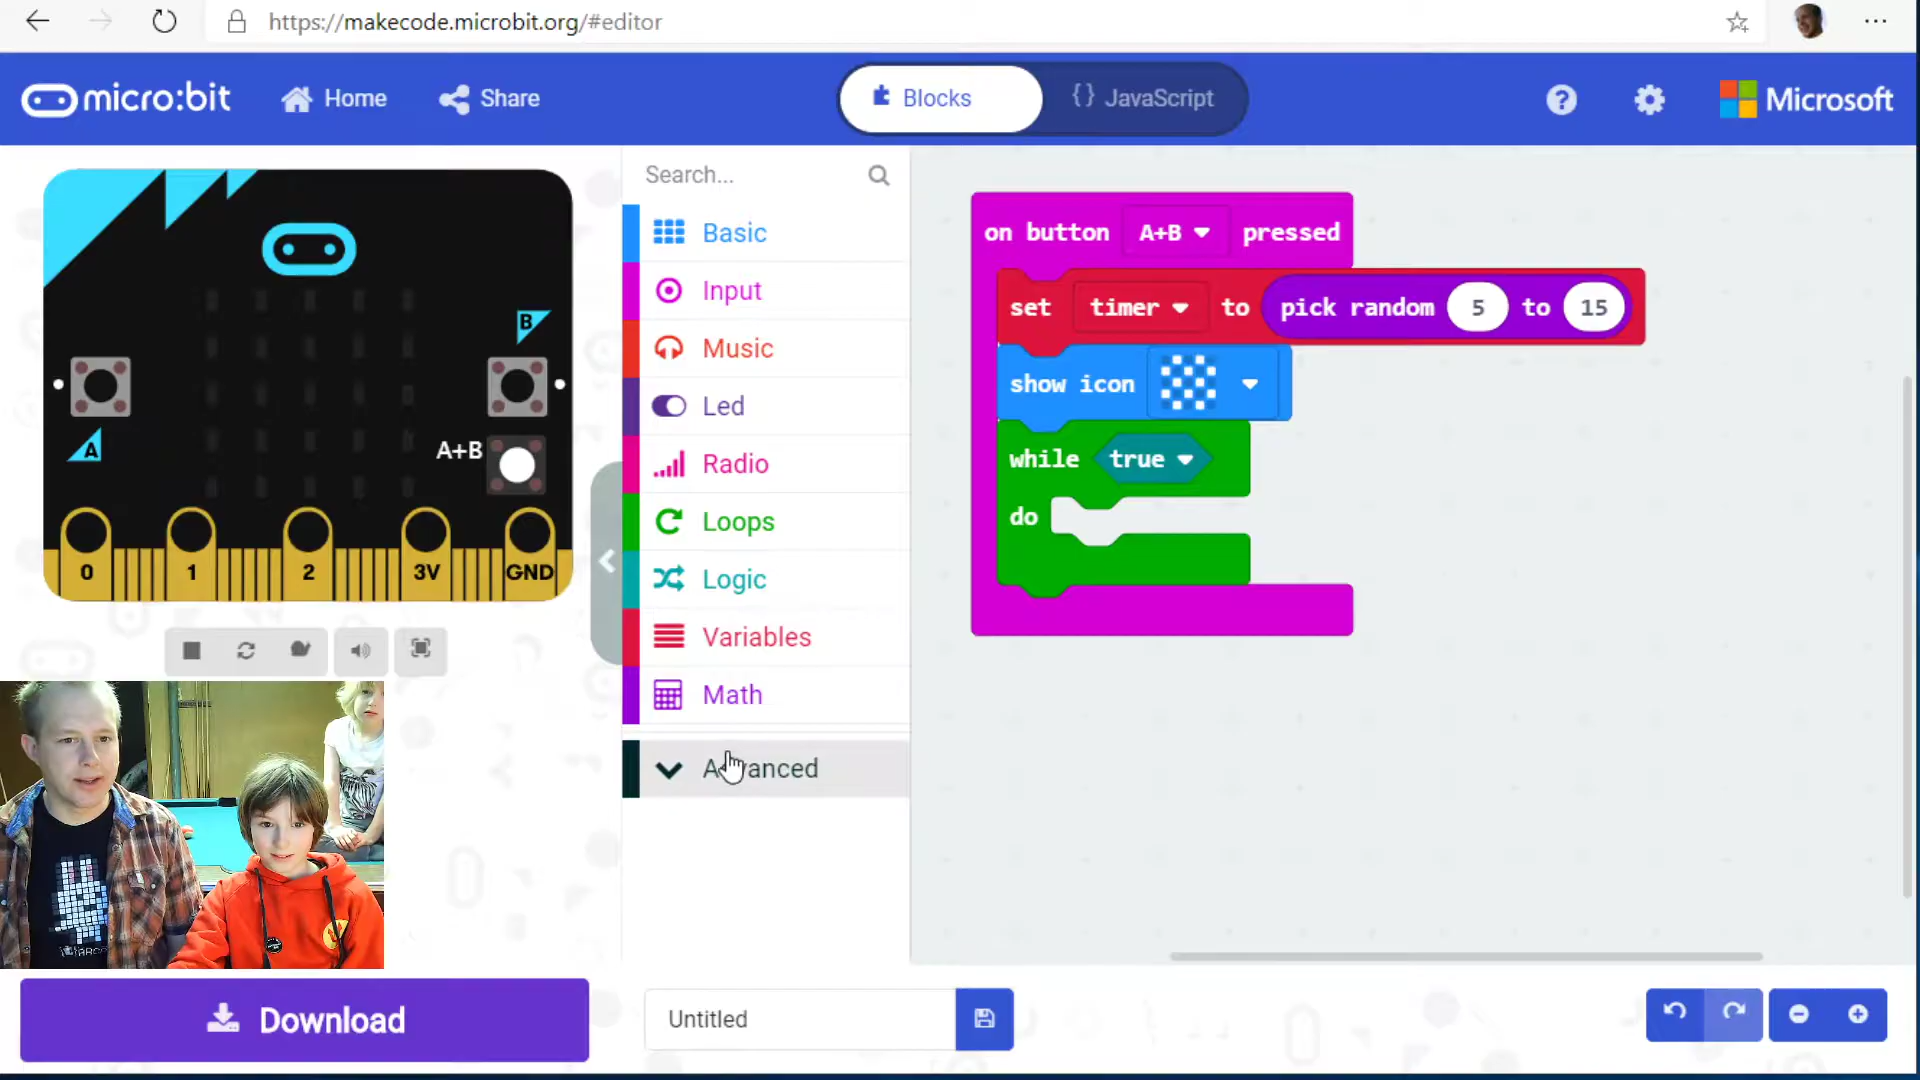 https://makecode.microbit.org/#editor
micro:bit
Home
Share
Blocks
{} JavaScript
?
Microsoft
B
A
A+B
0 1 2 3V GND
Search...
Basic
Input
Music
Led
Radio
Loops
Logic
Variables
Math
Advanced
on button A+B pressed
set timer to pick random 5 to 15
show icon
while true
do
Download
Untitled